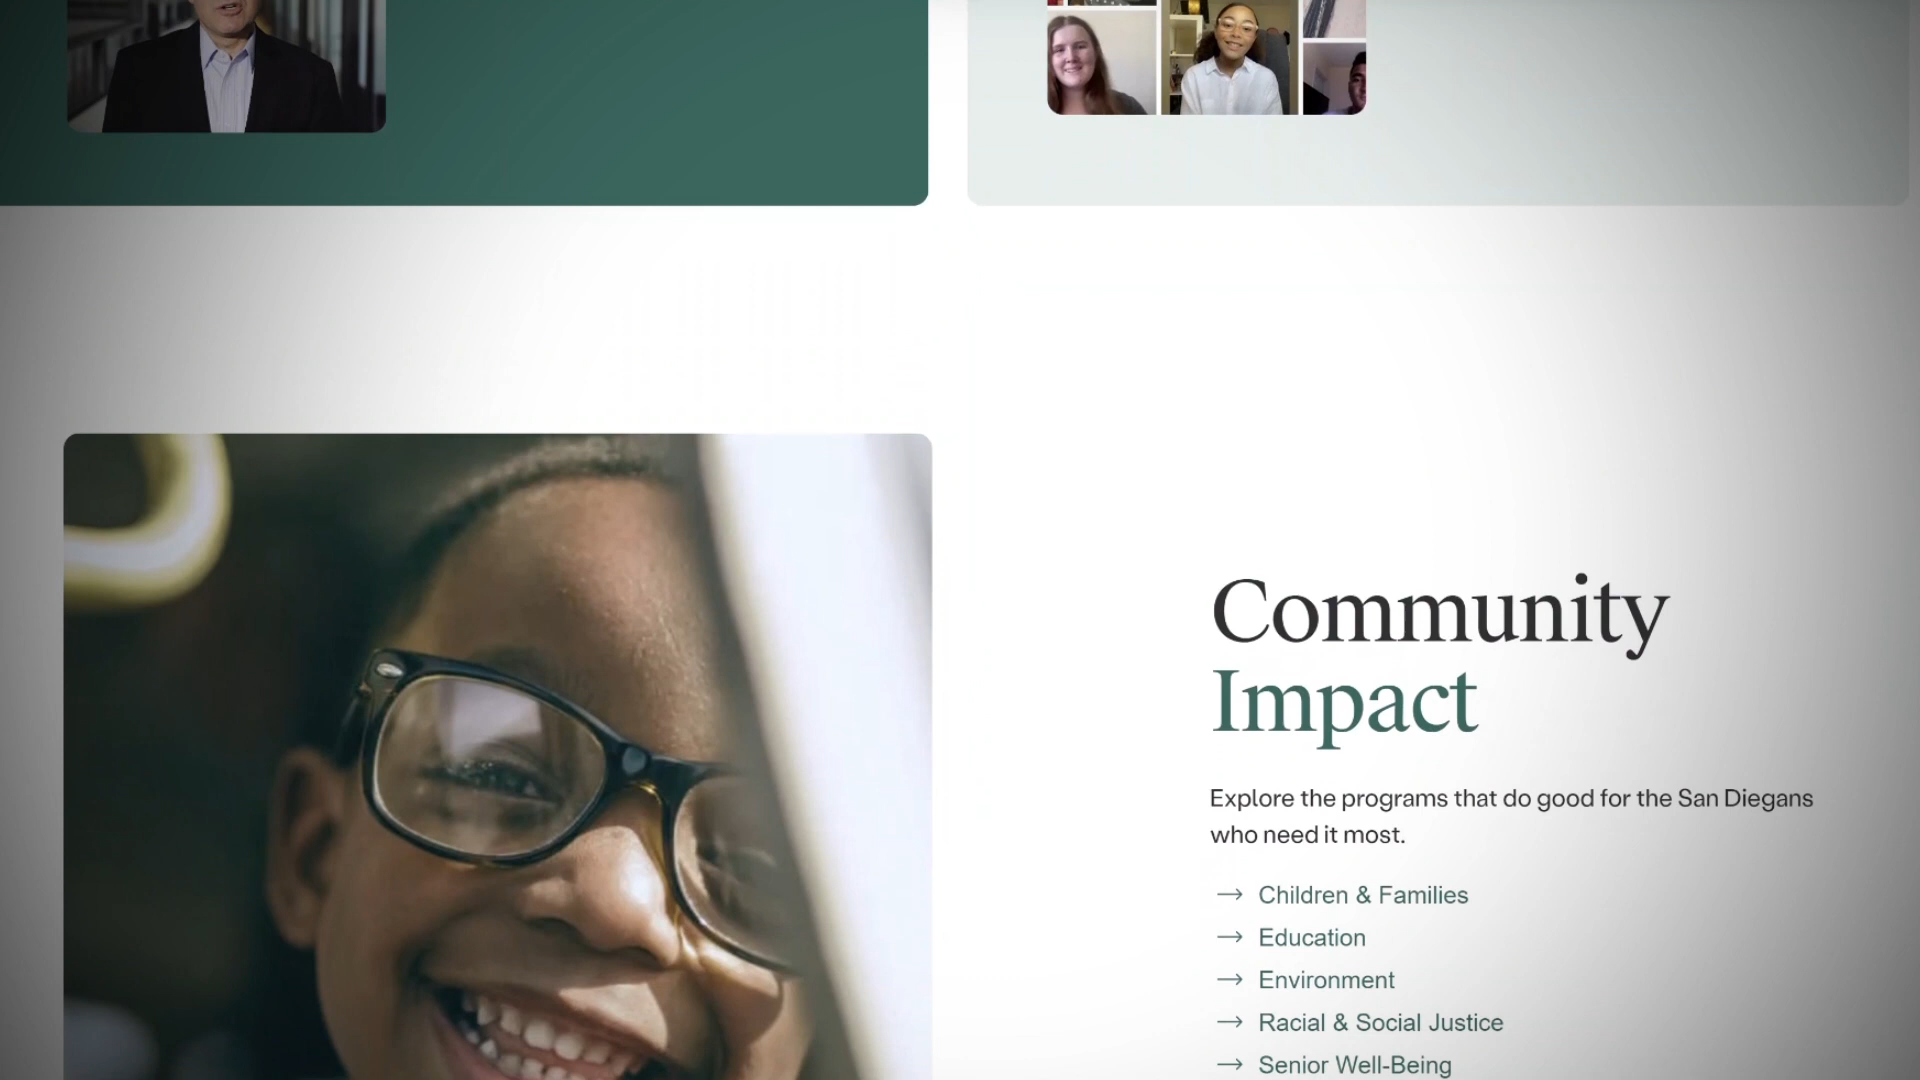 Community
Impact
Explore the programs that do good for the San Diegans
who need it most.
→ Children & Families
→ Education
→ Environment
→ Racial & Social Justice
→ Senior Well-Being